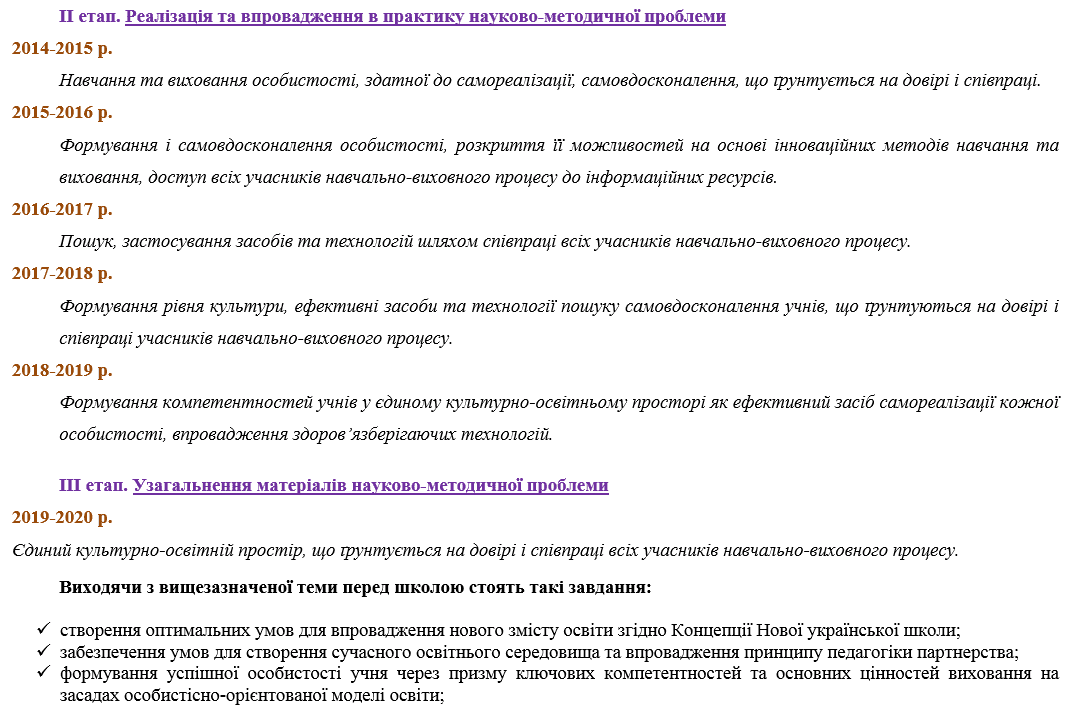 ІІ етап. Реалізація та впровадження в практику науково-методичної проблеми
2014-2015 р.
Навчання та виховання особистості, здатної до самореалізації, самовдосконалення, що ґрунтується на довірі і співпраці.
2015-2016 р.
Формування і самовдосконалення особистості, розкриття її можливостей на основі інноваційних методів навчання та
виховання, доступ всіх учасників навчально-виховного процесу до інформаційних ресурсів.
2016-2017 р.
Пошук, застосування засобів та технологій шляхом співпраці всіх учасників навчально-виховного процесу.
2017-2018 р.
Формування рівня культури, ефективні засоби та технології пошуку самовдосконалення учнів, що ґрунтуються на довірі і
співпраці учасників навчально-виховного процесу.
2018-2019 р.
Формування компетентностей учнів у єдиному культурно-освітньому просторі як ефективний засіб самореалізації кожної
особистості, впровадження здоров’язберігаючих технологій.
ІІІ етап. Узагальнення матеріалів науково-методичної проблеми
2019-2020 р.
Єдиний культурно-освітній простір, що ґрунтується на довірі і співпраці всіх учасників навчально-виховного процесу.
Виходячи з вищезазначеної теми перед школою стоять такі завдання:
✓ створення оптимальних умов для впровадження нового змісту освіти згідно Концепції Нової української школи;
✓ забезпечення умов для створення сучасного освітнього середовища та впровадження принципу педагогіки партнерства;
✓ формування успішної особистості учня через призму ключових компетентностей та основних цінностей виховання на
засадах особистісно-орієнтованої моделі освіти;